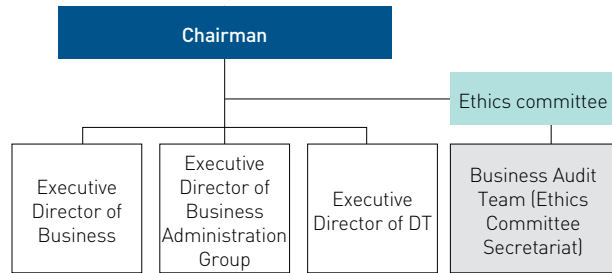 Chairman
Ethics committee
Executive
Director of
Business
Executive
Director of
Business
Administration
Group
Executive
Director of DT
Business Audit
Team (Ethics
Committee
Secretariat)